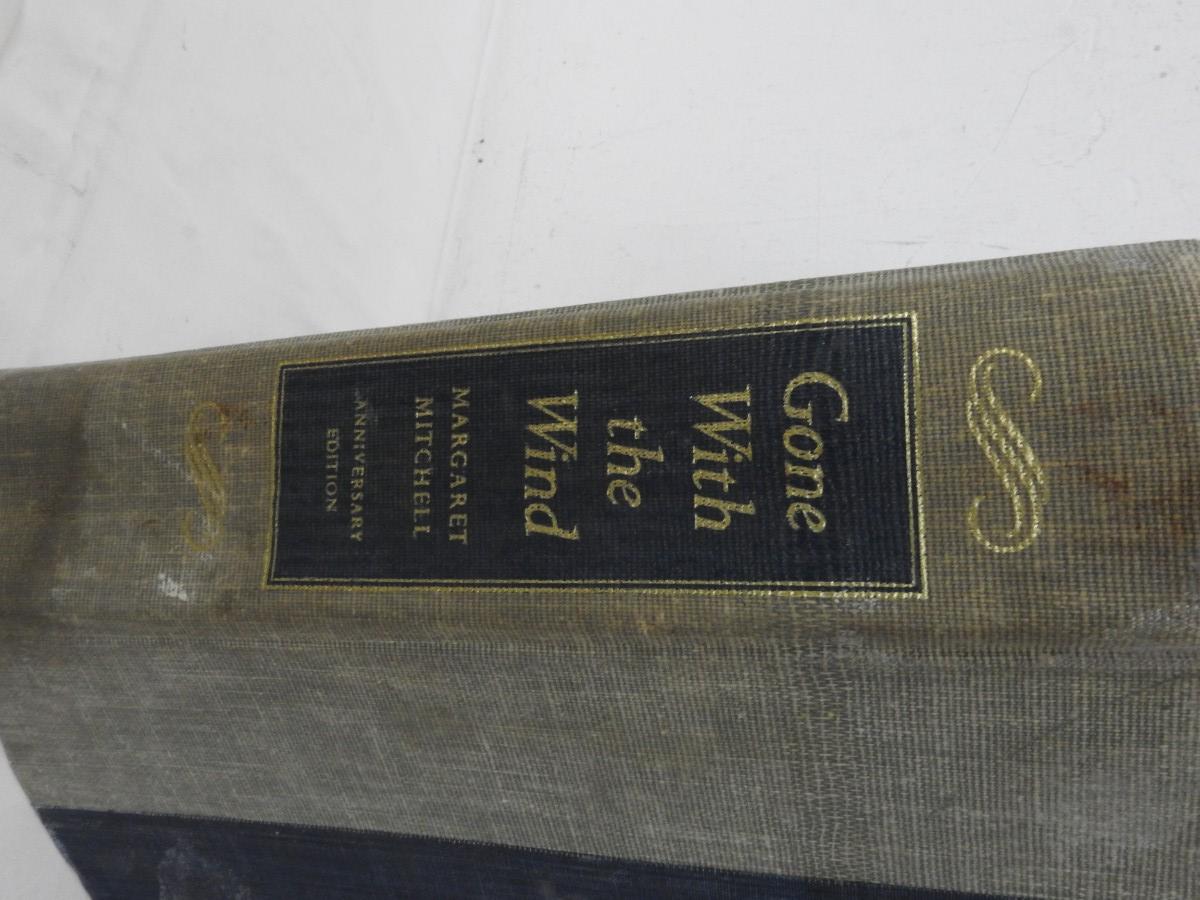 Gone
With
the
Wind
MARGARET
MITCHELL
ANNIVERSARY
EDITION